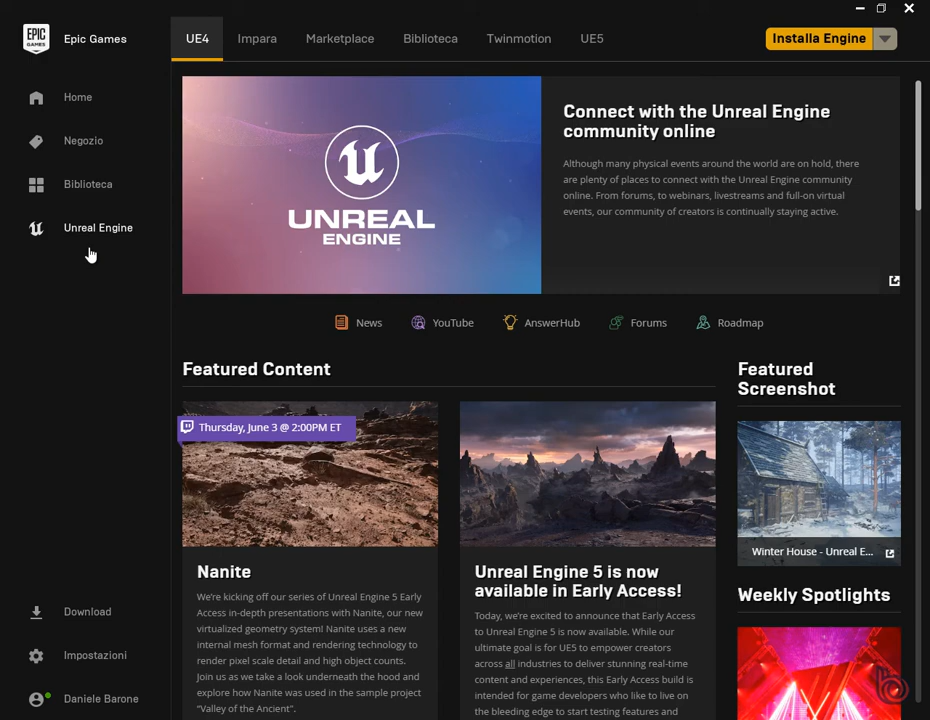 EPIC
GAMES
Epic Games
UE4
Impara
Marketplace
Biblioteca
Twinmotion
UE5
Installa Engine
Home
Negozio
Biblioteca
Unreal Engine
UNREAL
ENGINE
Connect with the Unreal Engine
community online
Although many physical events around the world are on hold, there
are plenty of places to connect with the Unreal Engine community
online. From forums, to webinars, livestreams and full-on virtual
events, our community of creators is continually staying active.
News
YouTube
AnswerHub
Forums
Roadmap
Featured Content
Thursday, June 3 @ 2:00PM ET
Nanite
We're kicking off our series of Unreal Engine 5 Early
Access in-depth presentations with Nanite, our new
virtualized geometry system! Nanite uses a new
internal mesh format and rendering technology to
render pixel scale detail and high object counts.
Join us as we take a look underneath the hood and
explore how Nanite was used in the sample project
“Valley of the Ancient”.
Unreal Engine 5 is now
available in Early Access!
Today, we're excited to announce that Early Access
to Unreal Engine 5 is now available. While our
ultimate goal is for UE5 to empower creators
across all industries to deliver stunning real-time
content and experiences, this Early Access build is
intended for game developers who like to live on
the bleeding edge to start testing features and
Featured
Screenshot
Winter House - Unreal E...
Weekly Spotlights
Download
Impostazioni
Daniele Barone